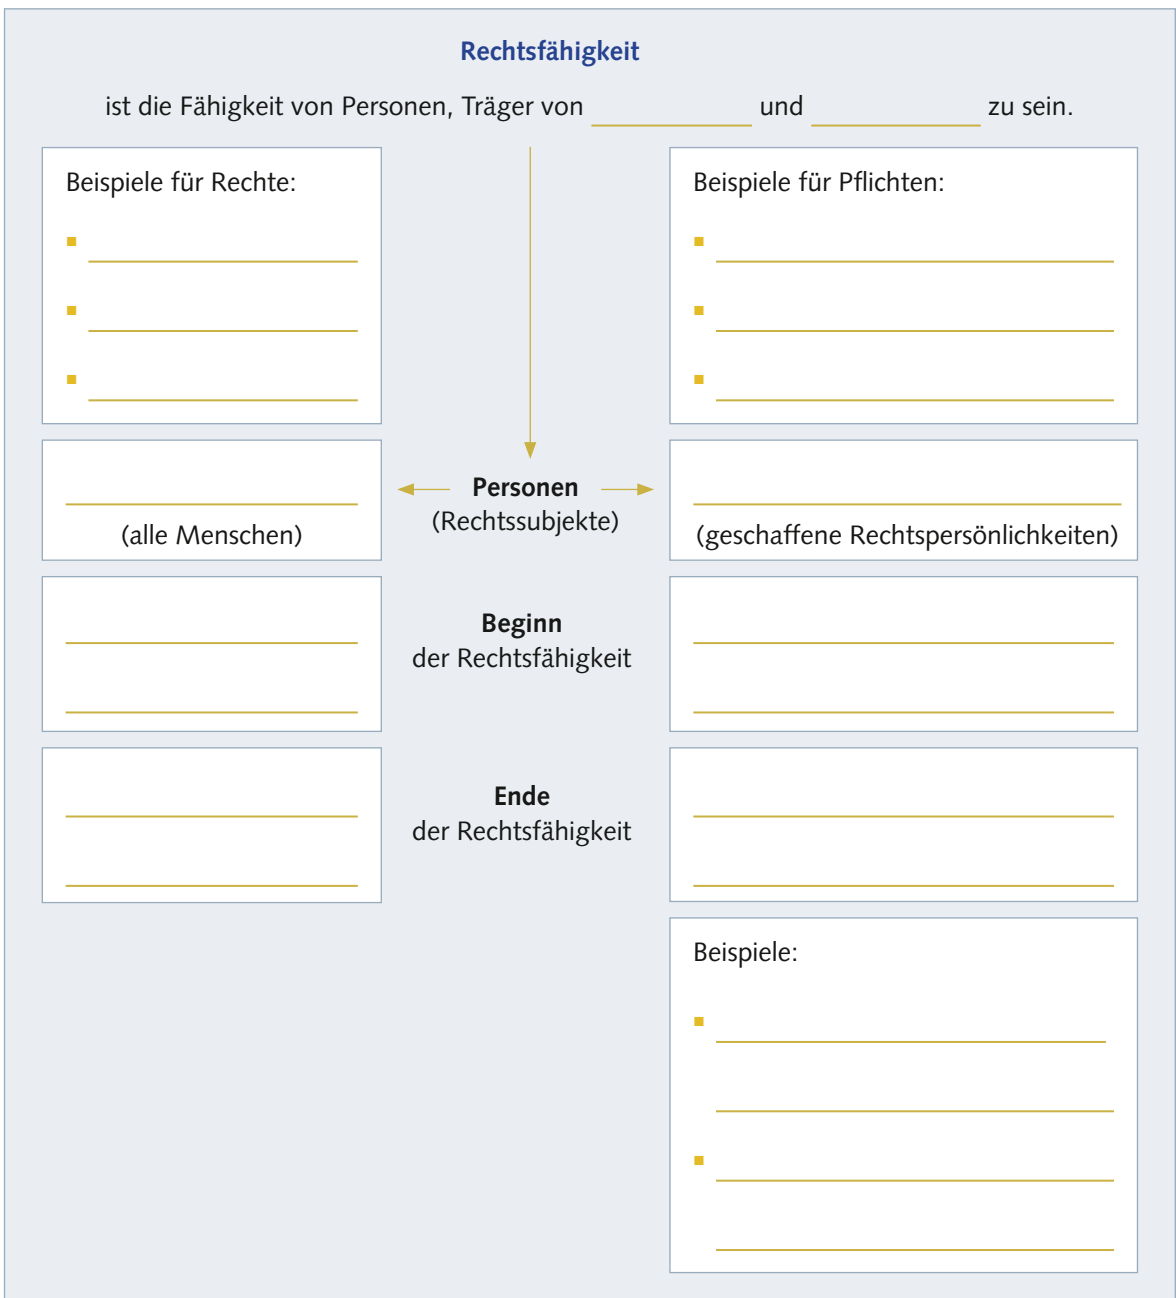 Rechtsfähigkeit
ist die Fähigkeit von Personen, Träger von und zu sein.
Beispiele für Rechte:
Beispiele für Pflichten:
Personen
(Rechtssubjekte)
(alle Menschen)
(geschaffene Rechtspersönlichkeiten)
Beginn
der Rechtsfähigkeit
Ende
der Rechtsfähigkeit
Beispiele: